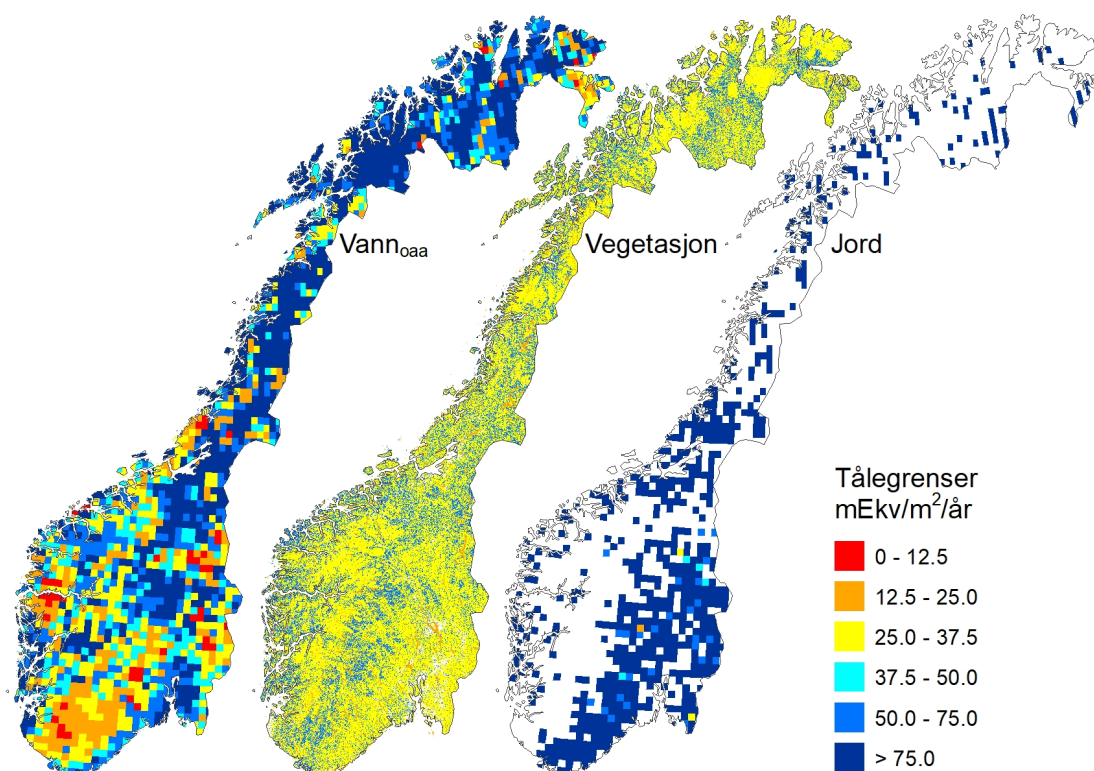 Vannₒₐₐ
Vegetasjon
Jord
Tålegrenser
mEkv/m²/år
0 - 12.5
12.5 - 25.0
25.0 - 37.5
37.5 - 50.0
50.0 - 75.0
> 75.0